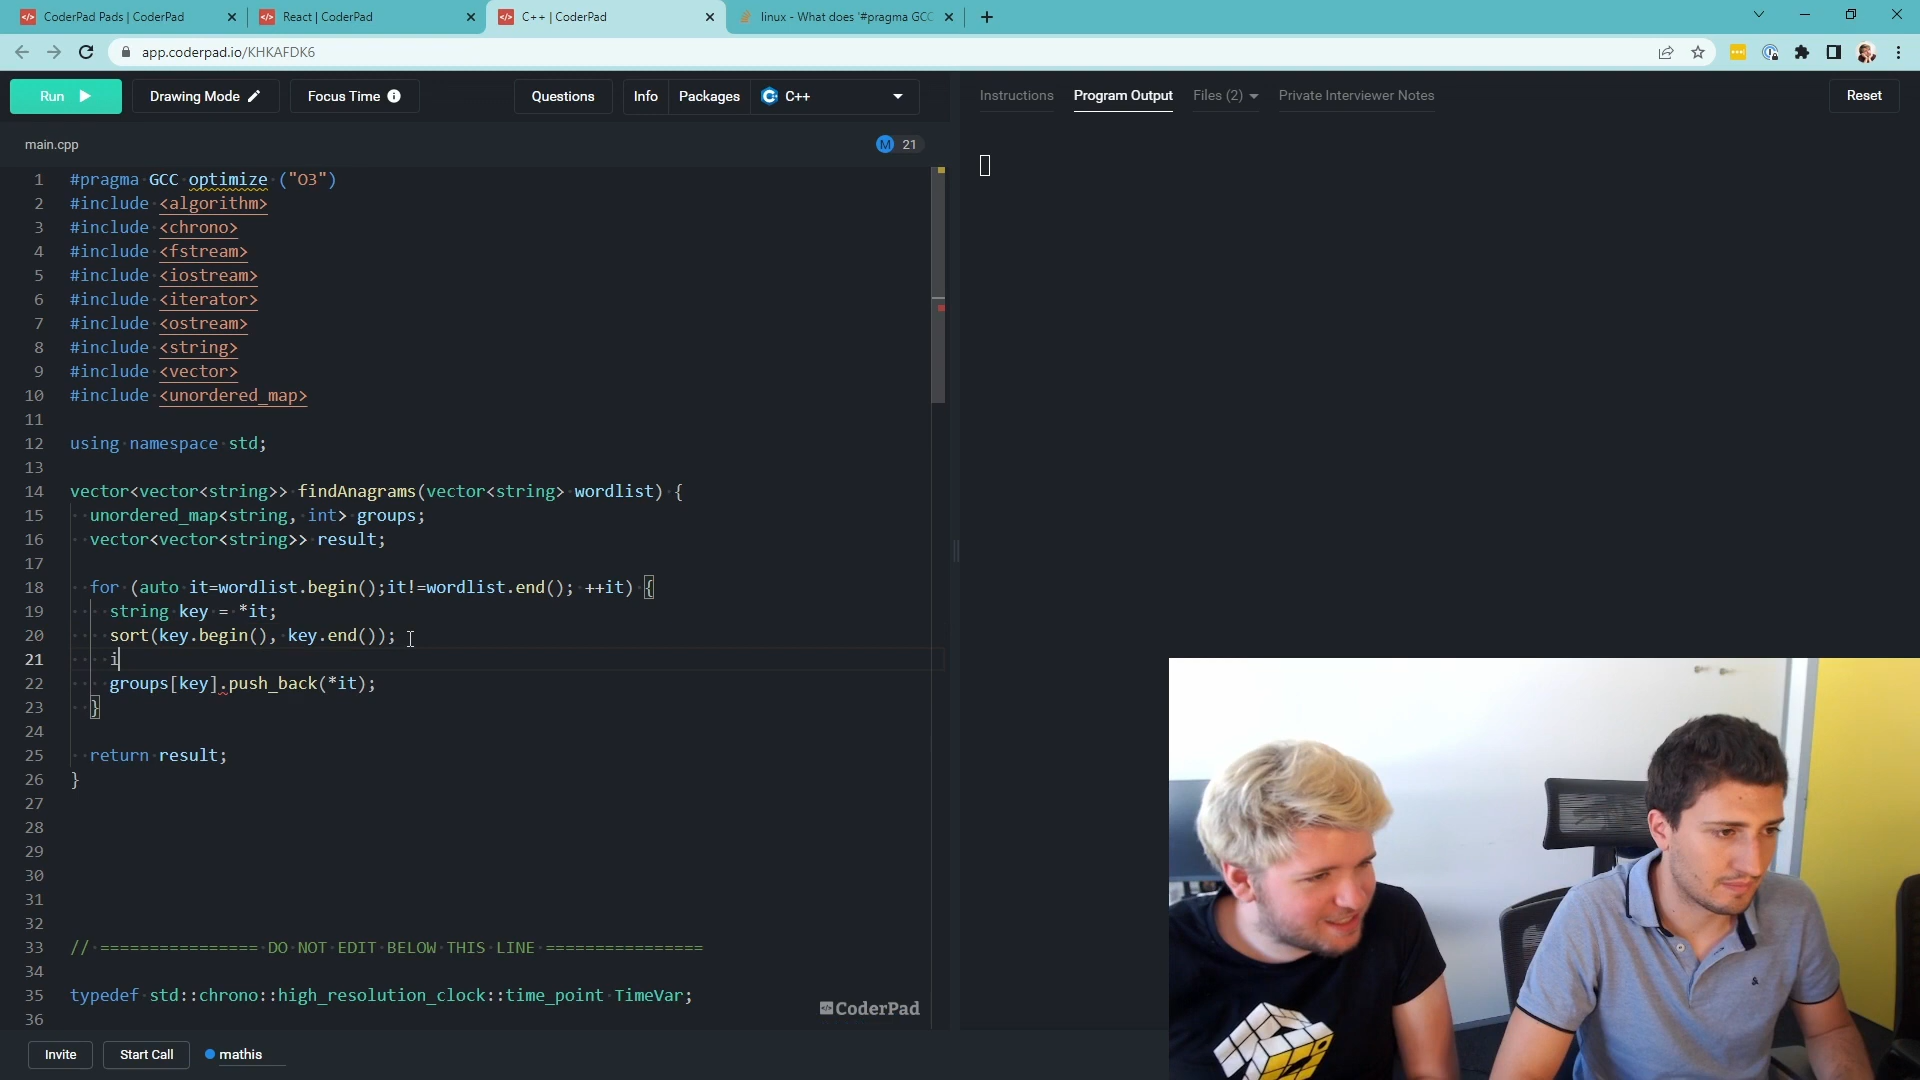 CoderPad Pads | CoderPad
React | CoderPad
C++ | CoderPad
linux - What does '#pragma GCC
app.coderpad.io/KHKAFDK6
Run
Drawing Mode
Focus Time
Questions
Info
Packages
C++
Instructions
Program Output
Files (2)
Private Interviewer Notes
Reset
main.cpp
M 21
1 #pragma GCC optimize ("O3")
2 #include <algorithm>
3 #include <chrono>
4 #include <fstream>
5 #include <iostream>
6 #include <iterator>
7 #include <ostream>
8 #include <string>
9 #include <vector>
10 #include <unordered_map>
11
12 using namespace std;
13
14 vector<vector<string>> findAnagrams(vector<string> wordlist) {
15 unordered_map<string, int> groups;
16 vector<vector<string>> result;
17
18 for (auto it=wordlist.begin();it!=wordlist.end(); ++it) {
19 string key = *it;
20 sort(key.begin(), key.end());
21 i
22 groups[key].push_back(*it);
23 }
24
25 return result;
26 }
27
28
29
30
31
32
33 // ================ DO NOT EDIT BELOW THIS LINE ================
34
35 typedef std::chrono::high_resolution_clock::time_point TimeVar;
36
CoderPad
Invite
Start Call
mathis